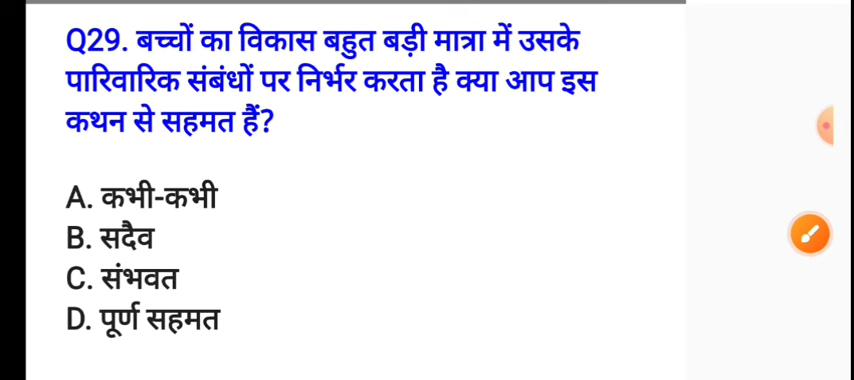 Q29. बच्चों का विकास बहुत बड़ी मात्रा में उसके
पारिवारिक संबंधों पर निर्भर करता है क्या आप इस
कथन से सहमत हैं?
A. कभी-कभी
B. सदैव
C. संभवत
D. पूर्ण सहमत